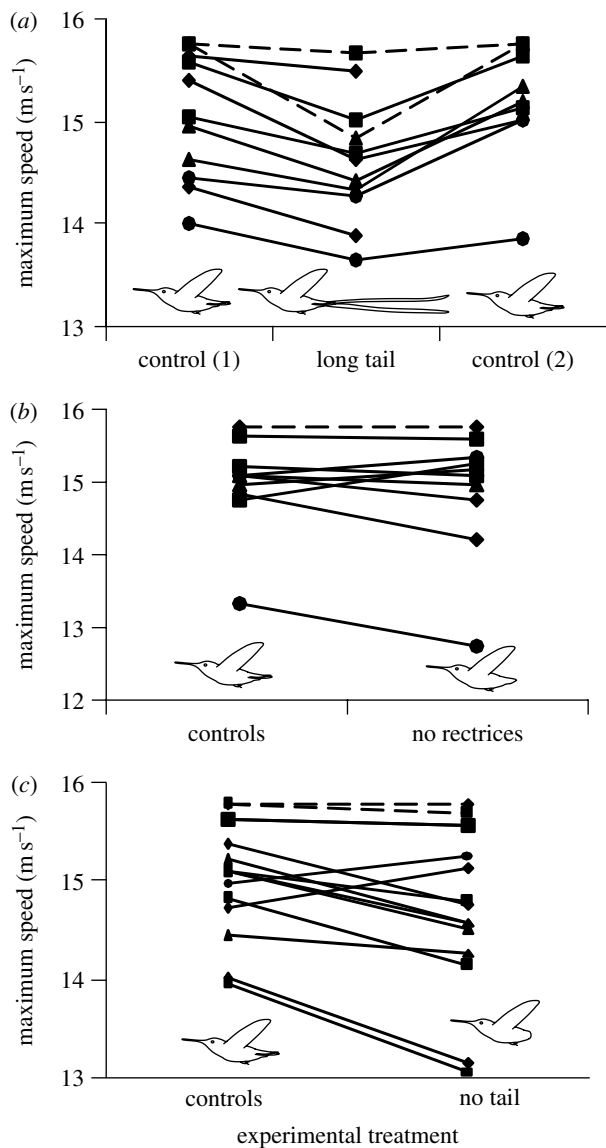 (a)
16
15
14
13
maximum speed (m s⁻¹)
control (1) long tail control (2)
(b)
16
15
14
13
12
maximum speed (m s⁻¹)
controls no rectrices
(c)
16
15
14
13
maximum speed (m s⁻¹)
controls no tail
experimental treatment